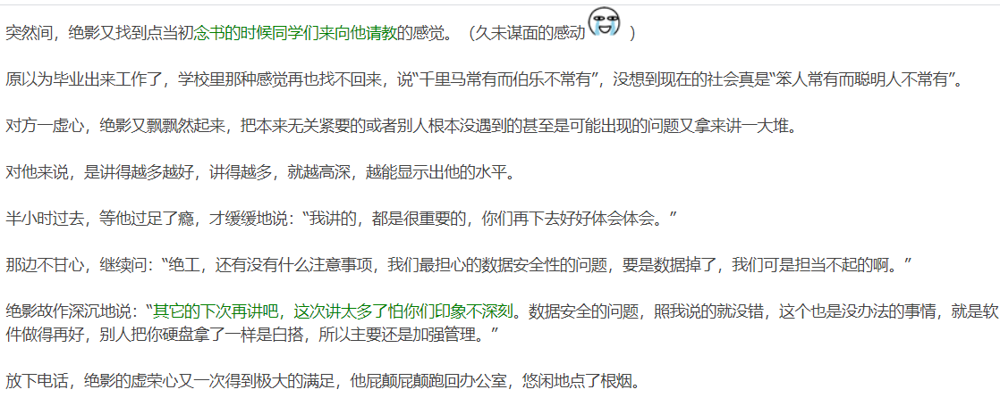 突然间，绝影又找到点当初念书的时候同学们来向他请教的感觉。（久未谋面的感动 ）
原以为毕业出来工作了，学校里那种感觉再也找不回来，说“千里马常有而伯乐不常有”，没想到现在的社会真是“笨人常有而聪明人不常有”。
对方一虚心，绝影又飘飘然起来，把本来无关紧要的或者别人根本没遇到的甚至是可能出现的问题又拿来讲一大堆。
对他来说，是讲得越多越好，讲得越多，就越高深，越能显示出他的水平。
半小时过去，等他过足了瘾，才缓缓地说：“我讲的，都是很重要的，你们再下去好好体会体会。”
那边不甘心，继续问：“绝工，还有没有什么注意事项，我们最担心的数据安全性的问题，要是数据掉了，我们可是担当不起的啊。”
绝影故作深沉地说：“其它的下次再讲吧，这次讲太多了怕你们印象不深刻。数据安全的问题，照我说的就没错，这个也是没办法的事情，就是软
件做得再好，别人把你硬盘拿了一样是白搭，所以主要还是加强管理。”
放下电话，绝影的虚荣心又一次得到极大的满足，他屁颠屁颠跑回办公室，悠闲地点了根烟。